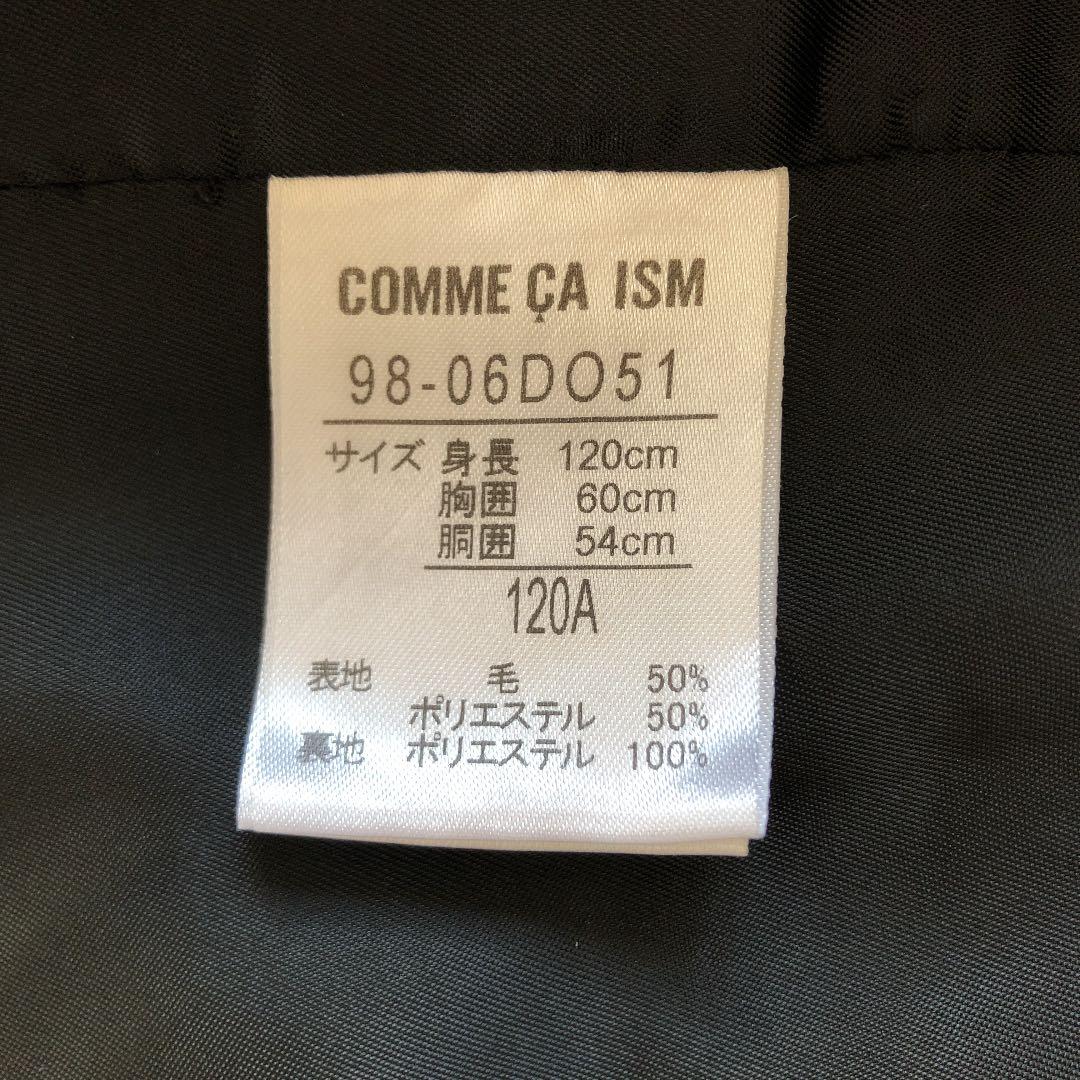 COMME ÇA ISM
98-06DO51
サイズ 身長 120cm
胸囲 60cm
胴囲 54cm
120A
表地 毛 50%
ポリエステル 50%
裏地 ポリエステル 100%